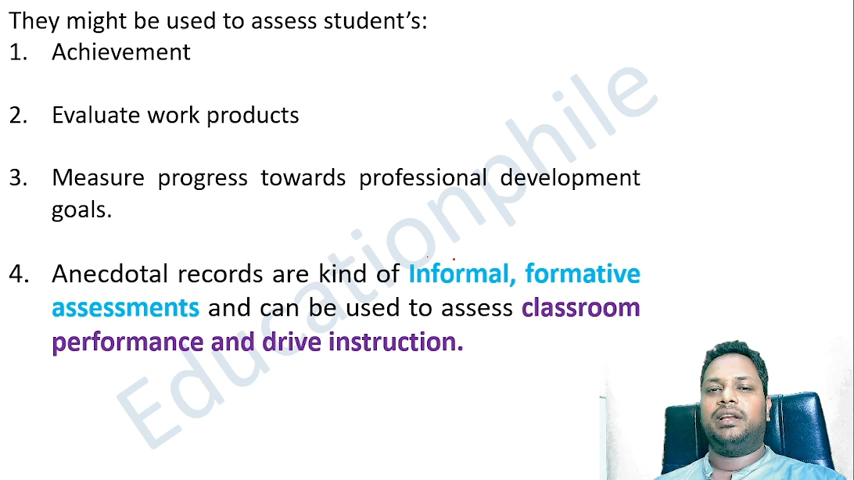 They might be used to assess student's:
1. Achievement
2. Evaluate work products
3. Measure progress towards professional development
goals.
4. Anecdotal records are kind of Informal, formative
assessments and can be used to assess classroom
performance and drive instruction.
Educationphile